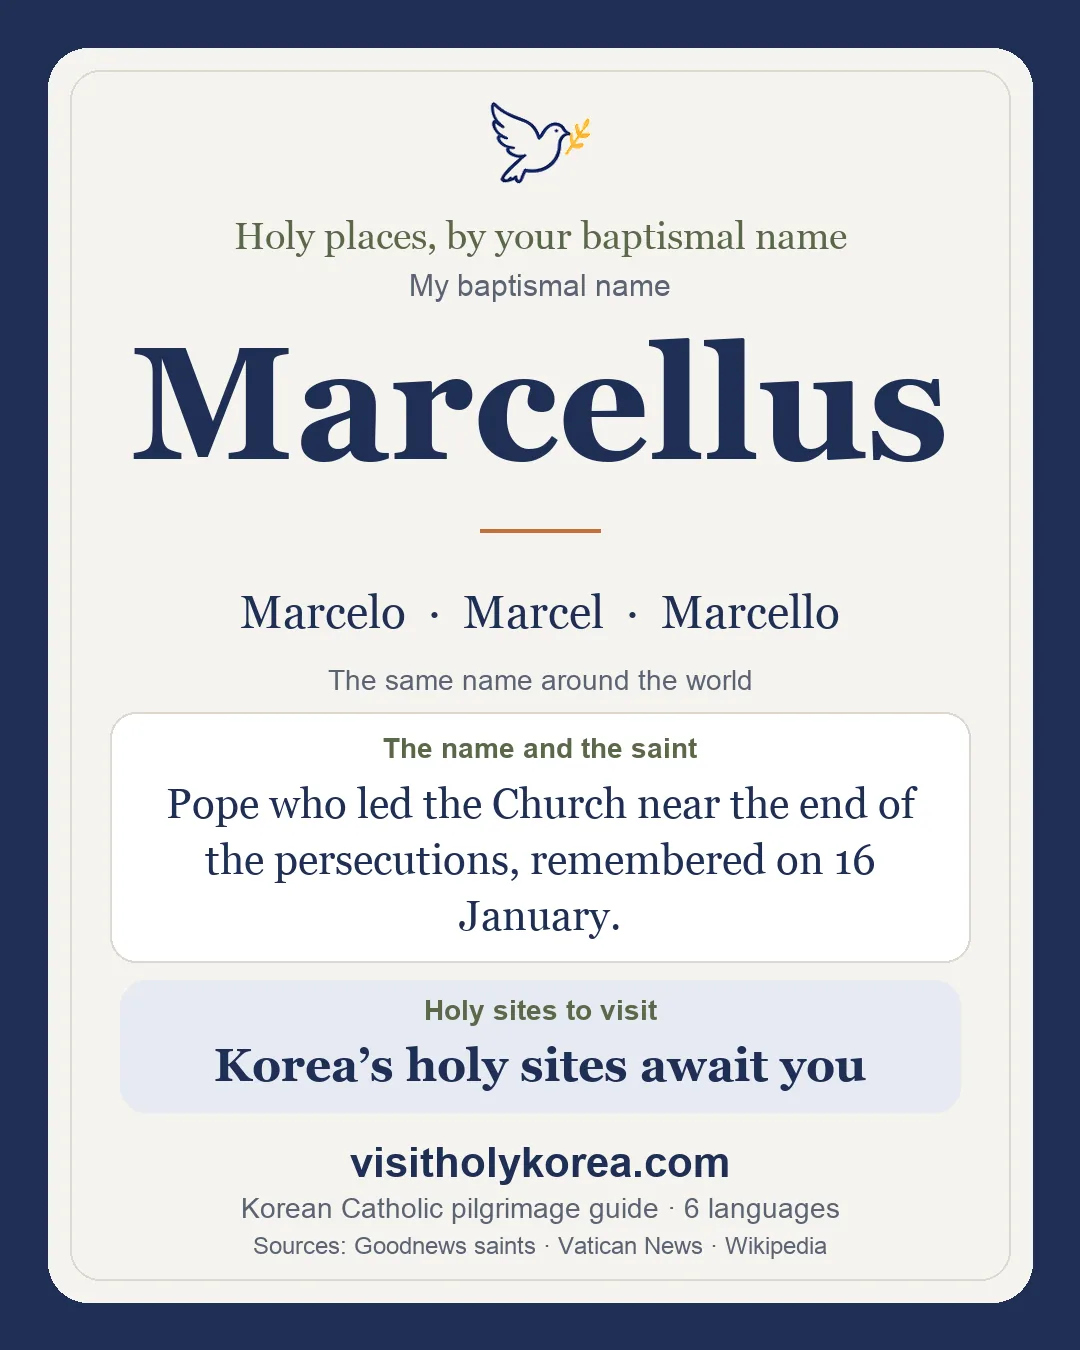 Holy places, by your baptismal name
My baptismal name
Marcellus
Marcelo · Marcel · Marcello
The same name around the world
The name and the saint
Pope who led the Church near the end of
the persecutions, remembered on 16
January.
Holy sites to visit
Korea’s holy sites await you
visitholykorea.com
Korean Catholic pilgrimage guide · 6 languages
Sources: Goodnews saints · Vatican News · Wikipedia